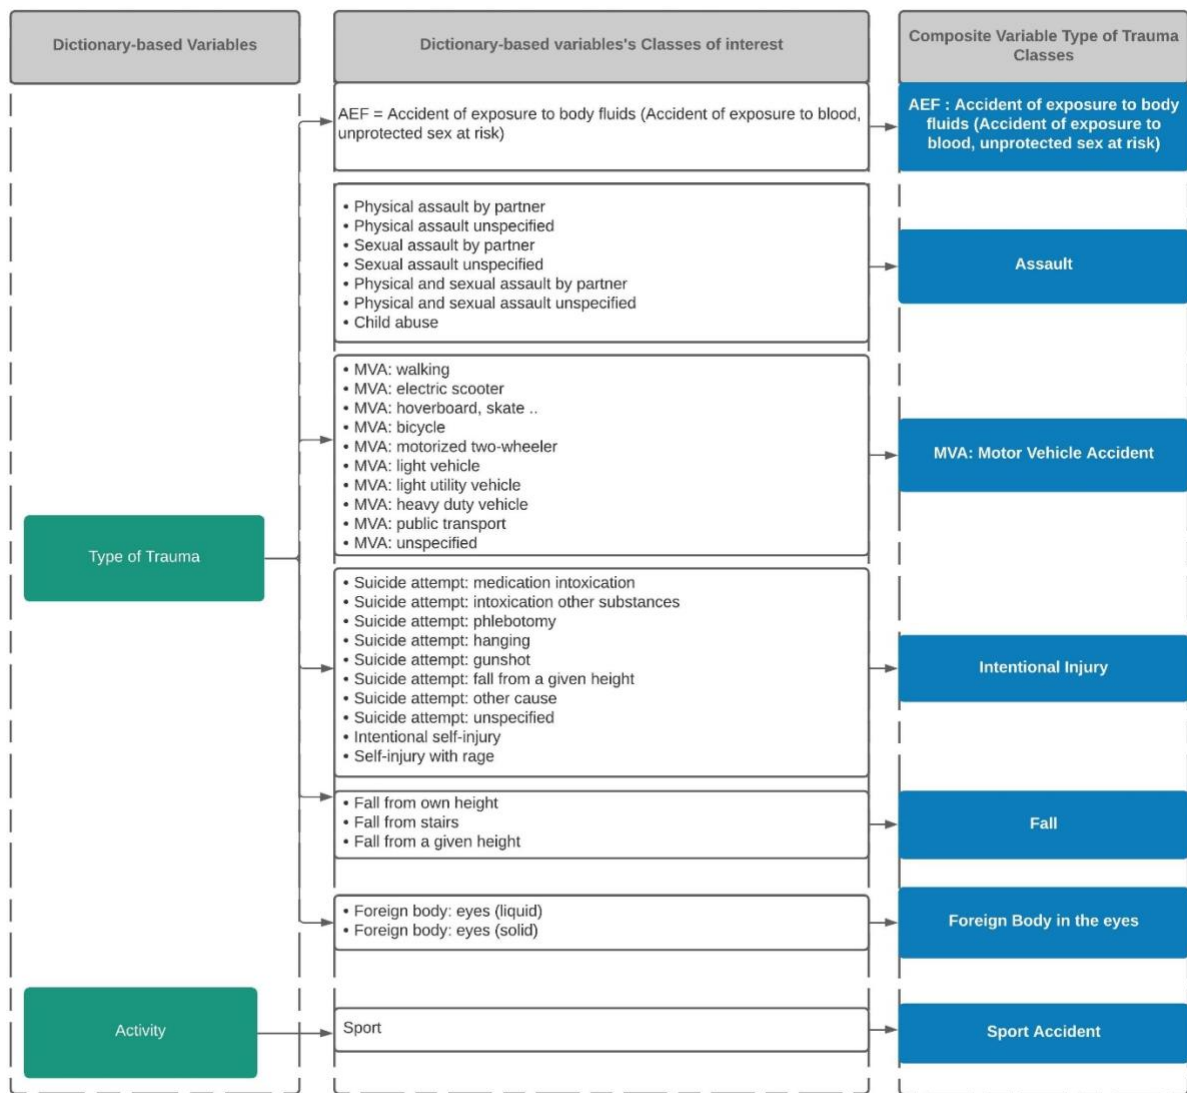 Dictionary-based Variables
Dictionary-based variables's Classes of interest
Composite Variable Type of Trauma
Classes
AEF = Accident of exposure to body fluids (Accident of exposure to blood,
unprotected sex at risk)
AEF : Accident of exposure to body
fluids (Accident of exposure to
blood, unprotected sex at risk)
• Physical assault by partner
• Physical assault unspecified
• Sexual assault by partner
• Sexual assault unspecified
• Physical and sexual assault by partner
• Physical and sexual assault unspecified
• Child abuse
Assault
• MVA: walking
• MVA: electric scooter
• MVA: hoverboard, skate ..
• MVA: bicycle
• MVA: motorized two-wheeler
• MVA: light vehicle
• MVA: light utility vehicle
• MVA: heavy duty vehicle
• MVA: public transport
• MVA: unspecified
MVA: Motor Vehicle Accident
Type of Trauma
• Suicide attempt: medication intoxication
• Suicide attempt: intoxication other substances
• Suicide attempt: phlebotomy
• Suicide attempt: hanging
• Suicide attempt: gunshot
• Suicide attempt: fall from a given height
• Suicide attempt: other cause
• Suicide attempt: unspecified
• Intentional self-injury
• Self-injury with rage
Intentional Injury
• Fall from own height
• Fall from stairs
• Fall from a given height
Fall
• Foreign body: eyes (liquid)
• Foreign body: eyes (solid)
Foreign Body in the eyes
Activity
Sport
Sport Accident